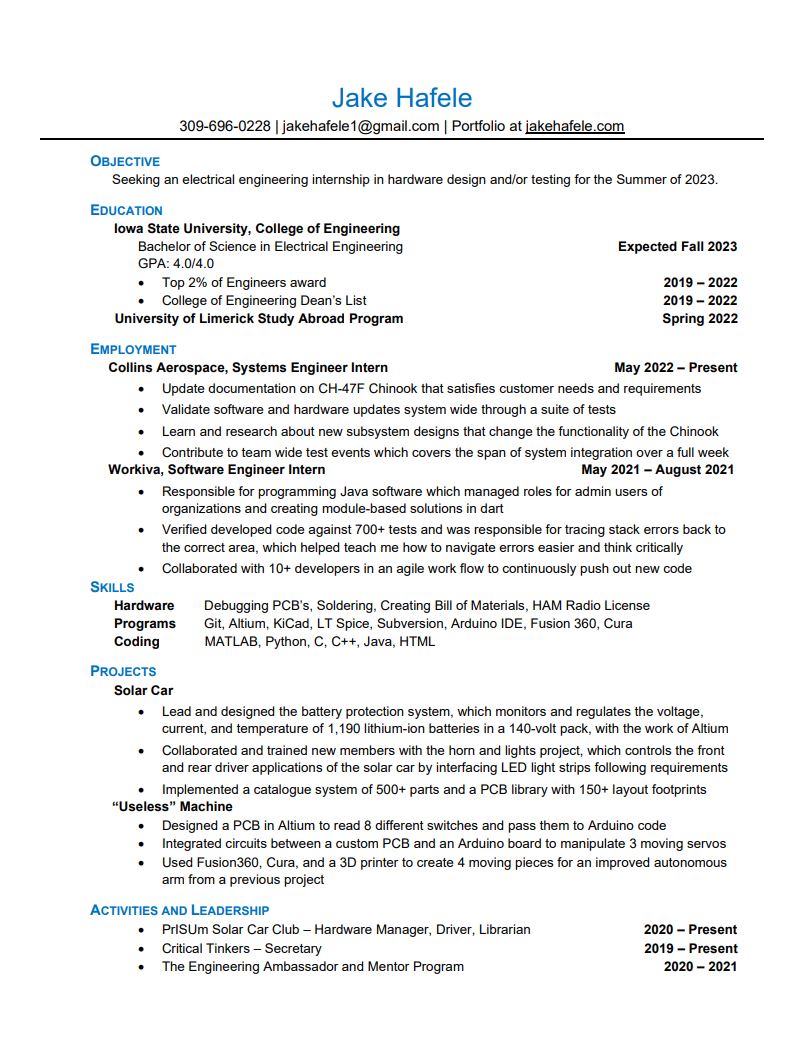 Jake Hafele
309-696-0228 | jakehafele1@gmail.com | Portfolio at jakehafele.com
OBJECTIVE
Seeking an electrical engineering internship in hardware design and/or testing for the Summer of 2023.
EDUCATION
Iowa State University, College of Engineering
Bachelor of Science in Electrical Engineering Expected Fall 2023
GPA: 4.0/4.0
• Top 2% of Engineers award 2019 – 2022
• College of Engineering Dean’s List 2019 – 2022
University of Limerick Study Abroad Program Spring 2022
EMPLOYMENT
Collins Aerospace, Systems Engineer Intern May 2022 – Present
• Update documentation on CH-47F Chinook that satisfies customer needs and requirements
• Validate software and hardware updates system wide through a suite of tests
• Learn and research about new subsystem designs that change the functionality of the Chinook
• Contribute to team wide test events which covers the span of system integration over a full week
Workiva, Software Engineer Intern May 2021 – August 2021
• Responsible for programming Java software which managed roles for admin users of
organizations and creating module-based solutions in dart
• Verified developed code against 700+ tests and was responsible for tracing stack errors back to
the correct area, which helped teach me how to navigate errors easier and think critically
• Collaborated with 10+ developers in an agile work flow to continuously push out new code
SKILLS
Hardware Debugging PCB’s, Soldering, Creating Bill of Materials, HAM Radio License
Programs Git, Altium, KiCad, LT Spice, Subversion, Arduino IDE, Fusion 360, Cura
Coding MATLAB, Python, C, C++, Java, HTML
PROJECTS
Solar Car
• Lead and designed the battery protection system, which monitors and regulates the voltage,
current, and temperature of 1,190 lithium-ion batteries in a 140-volt pack, with the work of Altium
• Collaborated and trained new members with the horn and lights project, which controls the front
and rear driver applications of the solar car by interfacing LED light strips following requirements
• Implemented a catalogue system of 500+ parts and a PCB library with 150+ layout footprints
“Useless” Machine
• Designed a PCB in Altium to read 8 different switches and pass them to Arduino code
• Integrated circuits between a custom PCB and an Arduino board to manipulate 3 moving servos
• Used Fusion360, Cura, and a 3D printer to create 4 moving pieces for an improved autonomous
arm from a previous project
ACTIVITIES AND LEADERSHIP
• PrISUm Solar Car Club – Hardware Manager, Driver, Librarian 2020 – Present
• Critical Tinkers – Secretary 2019 – Present
• The Engineering Ambassador and Mentor Program 2020 – 2021